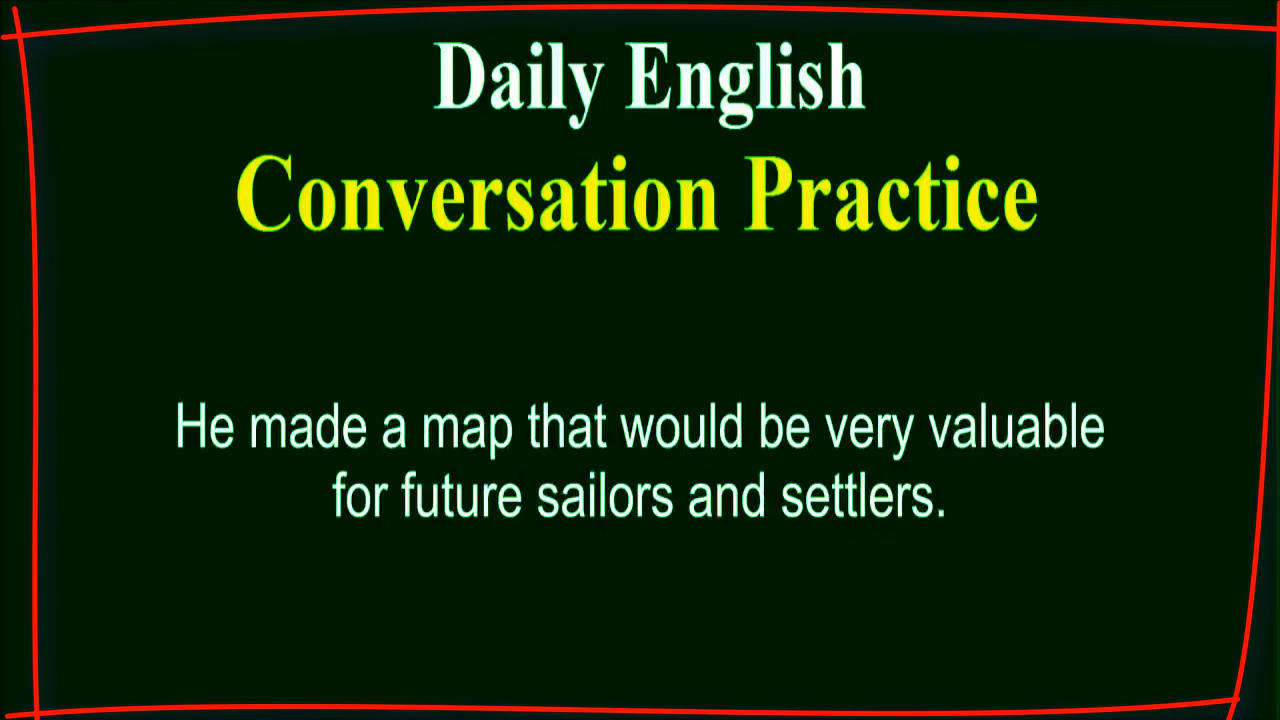 Daily English
Conversation Practice
He made a map that would be very valuable
for future sailors and settlers.